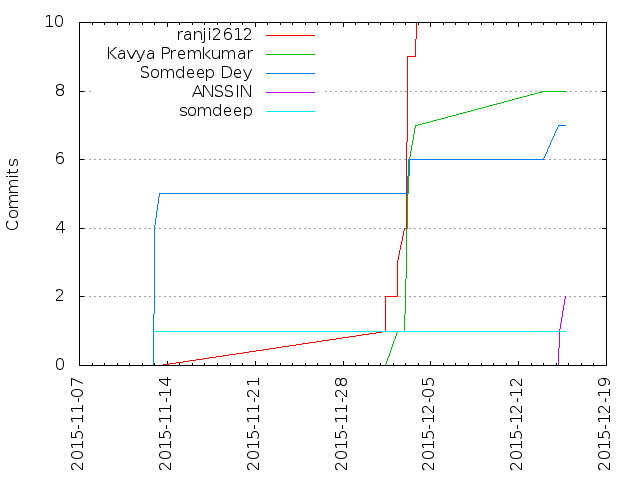 10
8
6
4
2
0
Commits
ranji2612
Kavya Premkumar
Somdeep Dey
ANSSIN
somdeep
2015-11-07
2015-11-14
2015-11-21
2015-11-28
2015-12-05
2015-12-12
2015-12-19